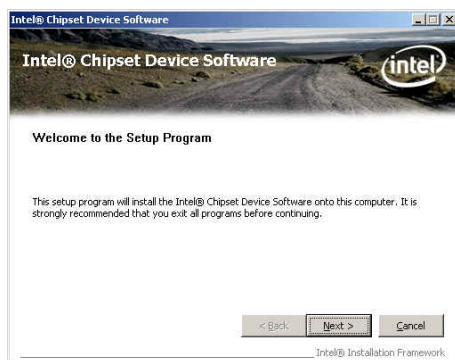 Intel® Chipset Device Software
Intel® Chipset Device Software
intel
Welcome to the Setup Program
This setup program will install the Intel® Chipset Device Software onto this computer. It is
strongly recommended that you exit all programs before continuing.
< Back
Next >
Cancel
Intel® Installation Framework